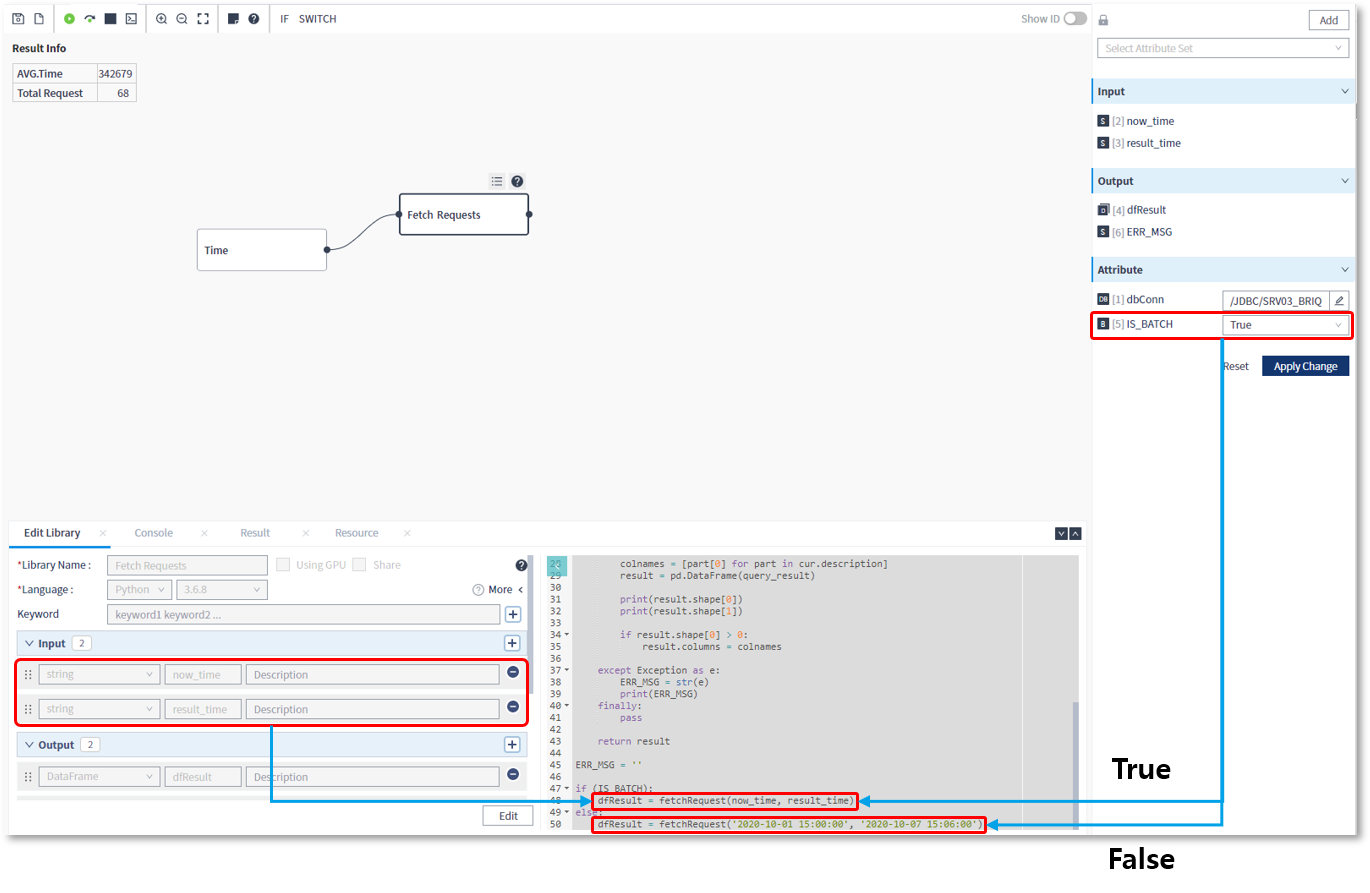 IF SWITCH
Show ID
Add
Result Info
AVG.Time 342679
Total Request 68
Time
Fetch Requests
Select Attribute Set
Input
S [2] now_time
S [3] result_time
Output
D [4] dfResult
S [6] ERR_MSG
Attribute
DB [1] dbConn /JDBC/SRV03_BRIQ
B [5] IS_BATCH True
Reset Apply Change
Edit Library Console Result Resource
*Library Name : Fetch Requests Using GPU Share
*Language : Python 3.6.8 More
Keyword keyword1 keyword2 ...
Input 2
string now_time Description
string result_time Description
Output 2
DataFrame dfResult Description
Edit
28 colnames = [part[0] for part in cur.description]
29 result = pd.DataFrame(query_result)
30
31 print(result.shape[0])
32 print(result.shape[1])
33
34 if result.shape[0] > 0:
35 result.columns = colnames
36
37 except Exception as e:
38 ERR_MSG = str(e)
39 print(ERR_MSG)
40 finally:
41 pass
42
43 return result
44
45 ERR_MSG = ''
46
47 if (IS_BATCH):
48 dfResult = fetchRequest(now_time, result_time)
49 else:
50 dfResult = fetchRequest('2020-10-01 15:00:00', '2020-10-07 15:06:00')
True
False